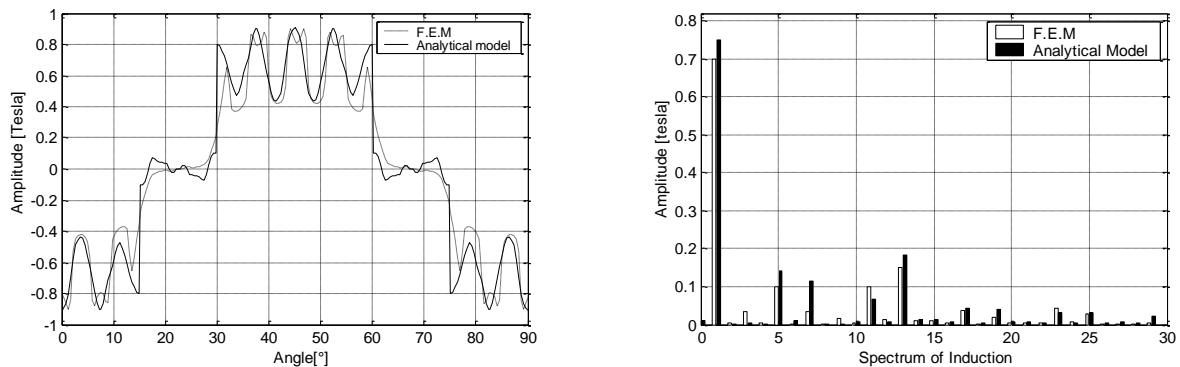 1
0.8
0.6
0.4
0.2
0
-0.2
-0.4
-0.6
-0.8
-1
Amplitude [Tesla]
F.E.M
Analytical model
0 10 20 30 40 50 60 70 80 90
Angle[°]
0.8
0.7
0.6
0.5
0.4
0.3
0.2
0.1
0
Amplitude [tesla]
F.E.M
Analytical Model
0 5 10 15 20 25 30
Spectrum of Induction